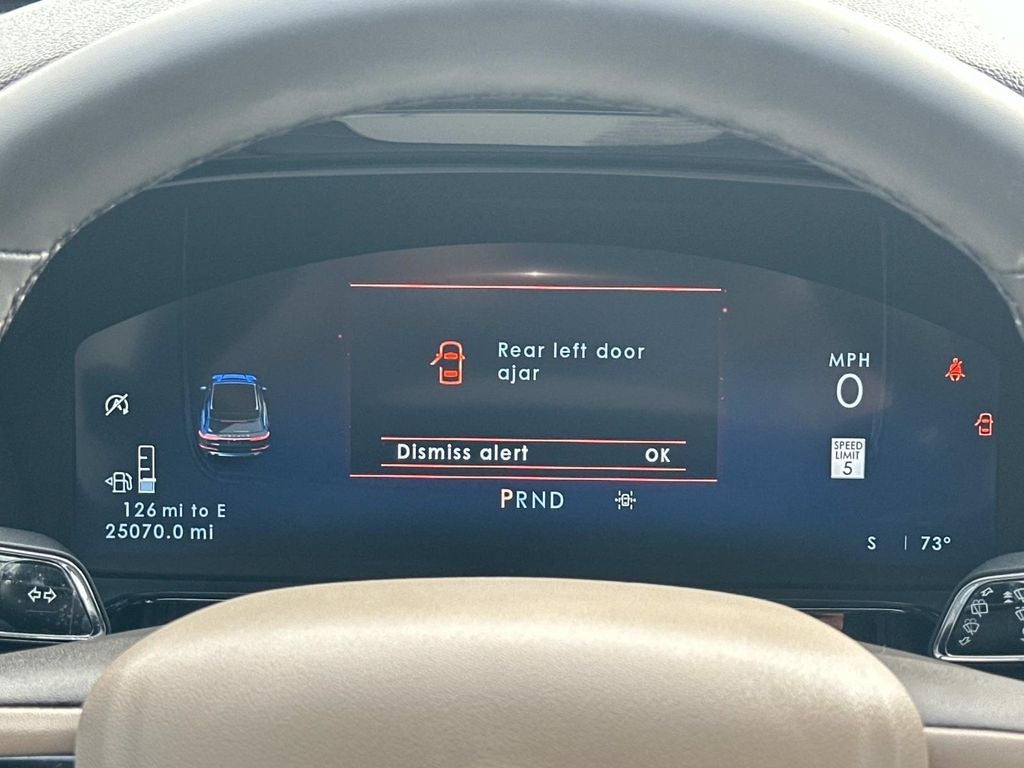 Rear left door
ajar
Dismiss alert OK
PRND
126 mi to E
25070.0 mi
MPH
0
SPEED
LIMIT
5
S 73°